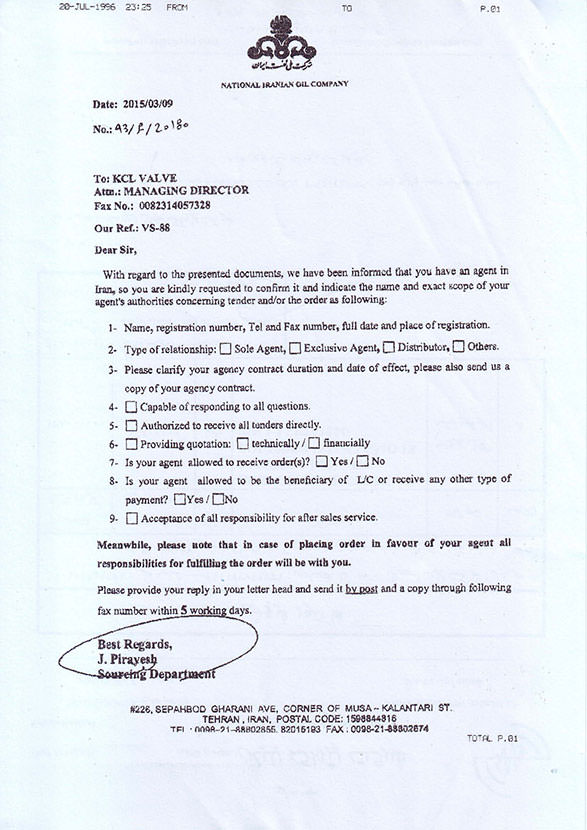 20-JUL-1996 23:25 FROM TO P.01
شرکت ملی نفت ایران
NATIONAL IRANIAN OIL COMPANY
Date: 2015/03/09
No.:
To: KCL VALVE
Attn.: MANAGING DIRECTOR
Fax No.: 0082314057328
Our Ref.: VS-88
Dear Sir,
With regard to the presented documents, we have been informed that you have an agent in
Iran, so you are kindly requested to confirm it and indicate the name and exact scope of your
agent's authorities concerning tender and/or the order as following:
1- Name, registration number, Tel and Fax number, full date and place of registration.
2- Type of relationship: ☐ Sole Agent, ☐ Exclusive Agent, ☐ Distributor, ☐ Others.
3- Please clarify your agency contract duration and date of effect, please also send us a
copy of your agency contract.
4- ☐ Capable of responding to all questions.
5- ☐ Authorized to receive all tenders directly.
6- ☐ Providing quotation: ☐ technically / ☐ financially
7- Is your agent allowed to receive order(s)? ☐ Yes / ☐ No
8- Is your agent allowed to be the beneficiary of L/C or receive any other type of
payment? ☐Yes / ☐No
9- ☐ Acceptance of all responsibility for after sales service.
Meanwhile, please note that in case of placing order in favour of your agent all
responsibilities for fulfilling the order will be with you.
Please provide your reply in your letter head and send it by post and a copy through following
fax number within 5 working days.
Best Regards,
J. Pirayesh
Sourcing Department
#226, SEPAHBOD GHARANI AVE, CORNER OF MUSA - KALANTARI ST.
TEHRAN , IRAN, POSTAL CODE: 1598844816
TEL : 0098-21-88802855, 82015193 FAX : 0098-21-88802674
TOTAL P.01